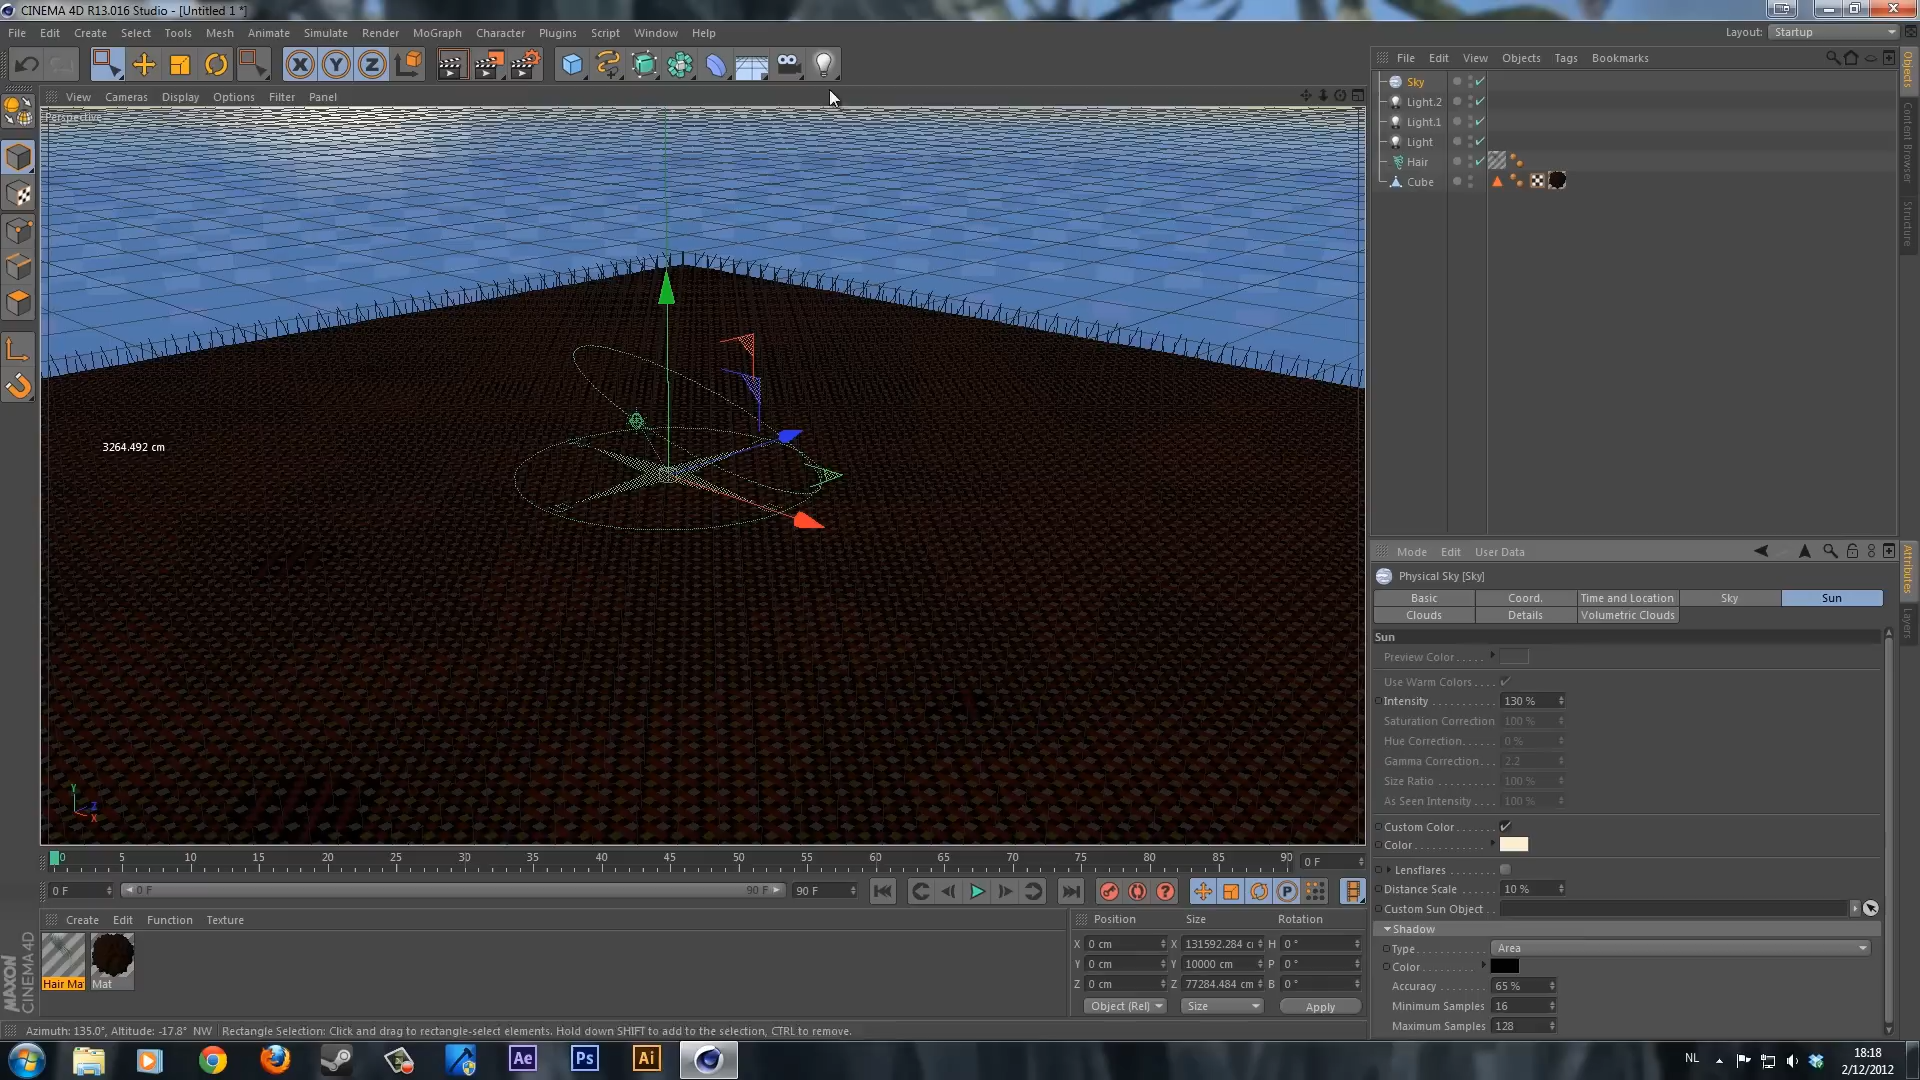 CINEMA 4D R13.016 Studio - [Untitled 1 *]
File Edit Create Select Tools Mesh Animate Simulate Render MoGraph Character Plugins Script Window Help
Layout: Startup
View Cameras Display Options Filter Panel
Perspective
3264.492 cm
Y
Z
X
File Edit View Objects Tags Bookmarks
Sky
Light.2
Light.1
Light
Hair
Cube
Objects
Content Browser
Structure
Mode Edit User Data
Physical Sky [Sky]
Basic Coord. Time and Location Sky Sun
Clouds Details Volumetric Clouds
Sun
Preview Color
Use Warm Colors
Intensity 130 %
Saturation Correction 100 %
Hue Correction 0 %
Gamma Correction 2.2
Size Ratio 100 %
As Seen Intensity 100 %
Custom Color
Color
Lensflares
Distance Scale 10 %
Custom Sun Object
Shadow
Type Area
Color
Accuracy 65 %
Minimum Samples 16
Maximum Samples 128
Attributes
Layers
0 5 10 15 20 25 30 35 40 45 50 55 60 65 70 75 80 85 90 0 F
0 F 0 F 90 F 90 F
Create Edit Function Texture
Hair Ma Mat
Position Size Rotation
X 0 cm X 131592.284 c H 0 °
Y 0 cm Y 10000 cm P 0 °
Z 0 cm Z 77284.484 cm B 0 °
Object (Rel) Size Apply
MAXON
CINEMA 4D
Azimuth: 135.0°, Altitude: -17.8° NW Rectangle Selection: Click and drag to rectangle-select elements. Hold down SHIFT to add to the selection, CTRL to remove.
Ae Ps Ai
NL
18:18
2/12/2012